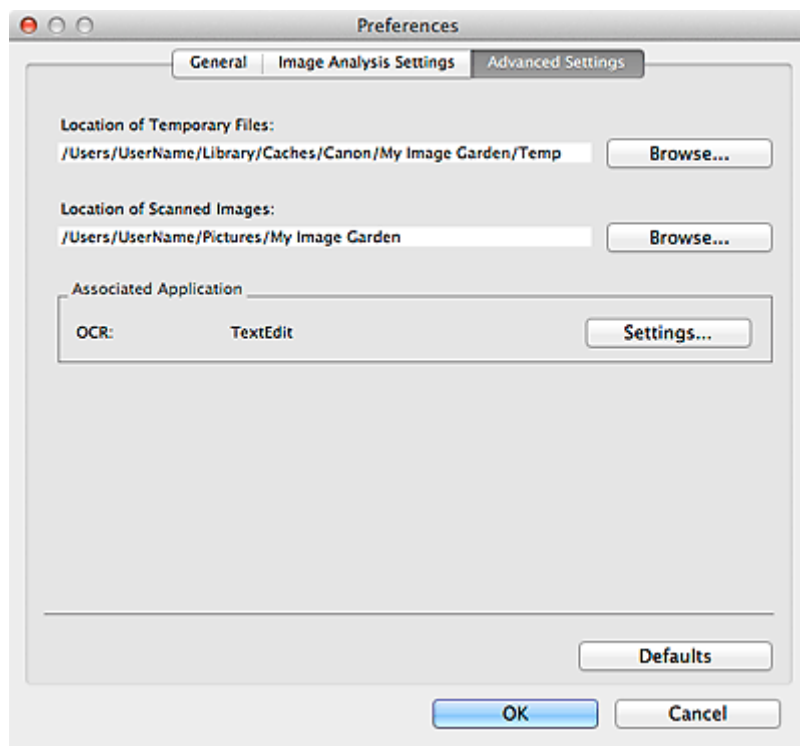 Preferences
General Image Analysis Settings Advanced Settings
Location of Temporary Files:
/Users/UserName/Library/Caches/Canon/My Image Garden/Temp Browse...
Location of Scanned Images:
/Users/UserName/Pictures/My Image Garden Browse...
Associated Application
OCR: TextEdit Settings...
Defaults
OK Cancel